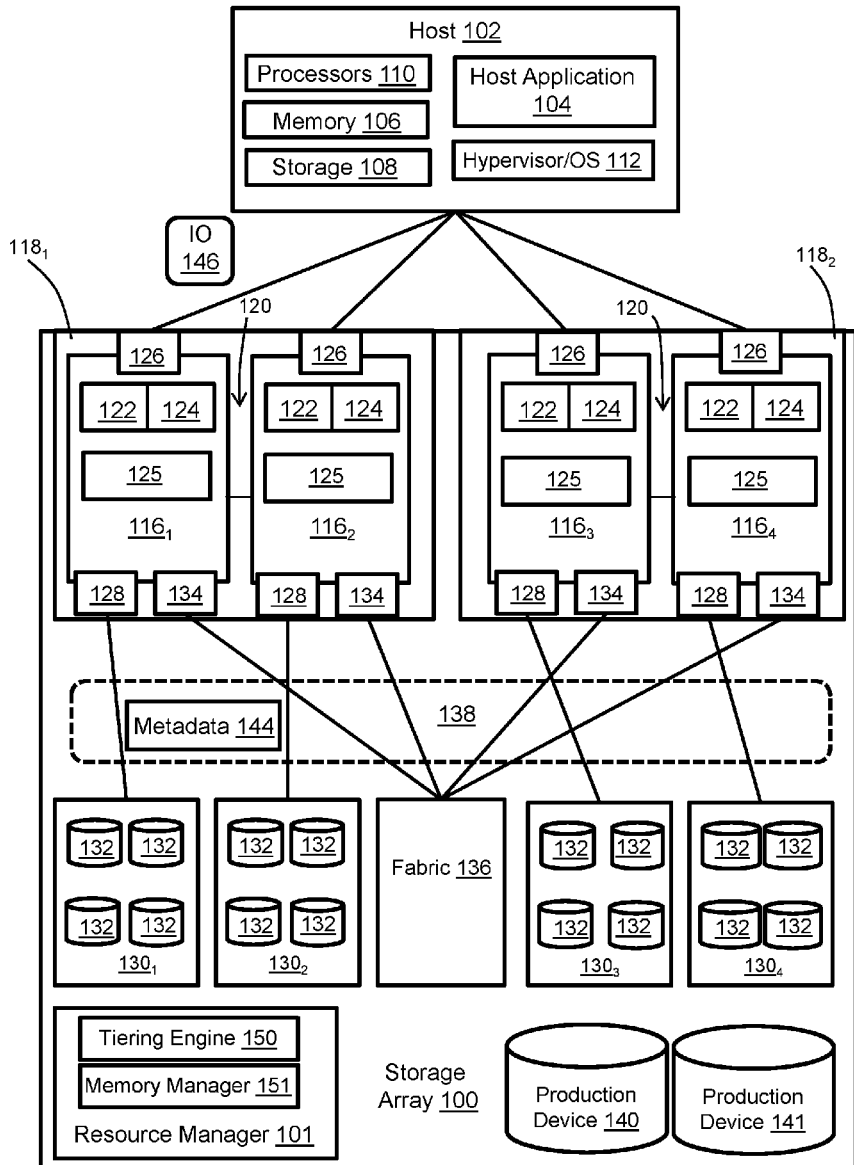 Host 102
Processors 110
Host Application
104
Memory 106
Storage 108
Hypervisor/OS 112
IO
146
118₁
118₂
120
120
126
126
126
126
122 124
122 124
122 124
122 124
125
125
125
125
116₁
116₂
116₃
116₄
128 134
128 134
128 134
128 134
Metadata 144
138
132 132
132 132
130₁
132 132
132 132
130₂
Fabric 136
132 132
132 132
130₃
132 132
132 132
130₄
Tiering Engine 150
Memory Manager 151
Resource Manager 101
Storage
Array 100
Production
Device 140
Production
Device 141